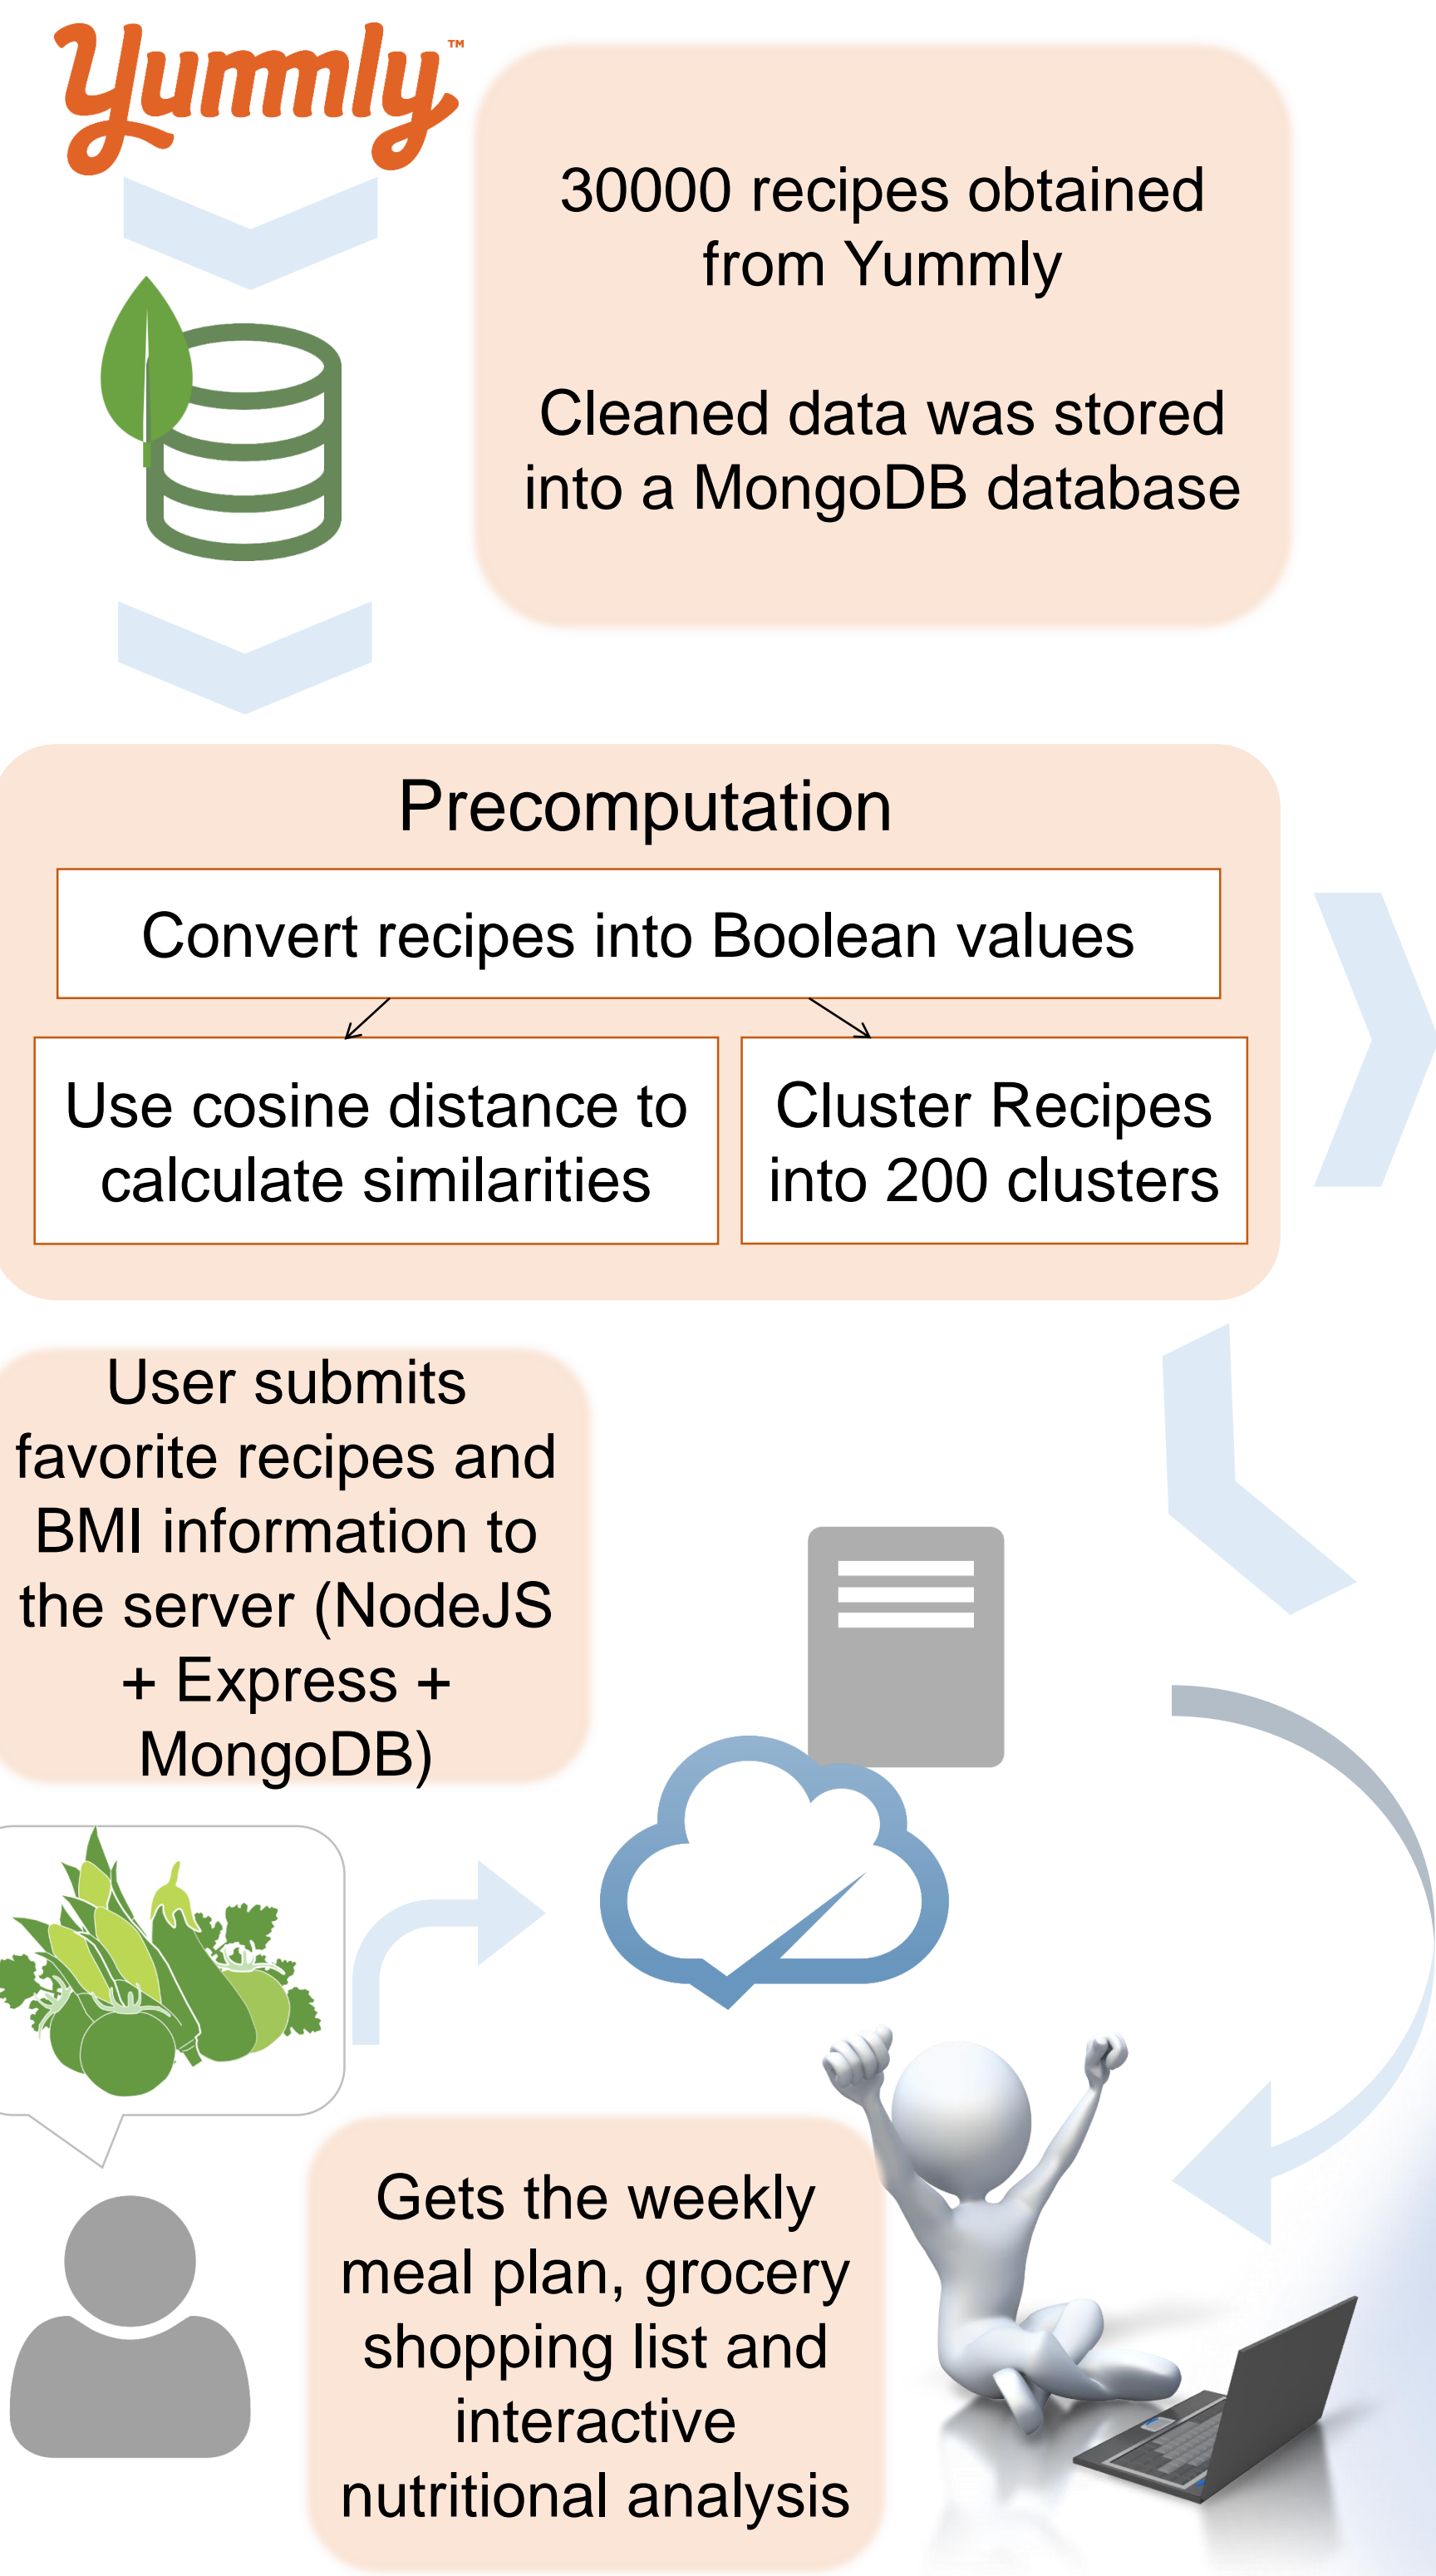 Yummly™
30000 recipes obtained
from Yummly
Cleaned data was stored
into a MongoDB database
Precomputation
Convert recipes into Boolean values
Use cosine distance to
calculate similarities
Cluster Recipes
into 200 clusters
User submits
favorite recipes and
BMI information to
the server (NodeJS
+ Express +
MongoDB)
Gets the weekly
meal plan, grocery
shopping list and
interactive
nutritional analysis